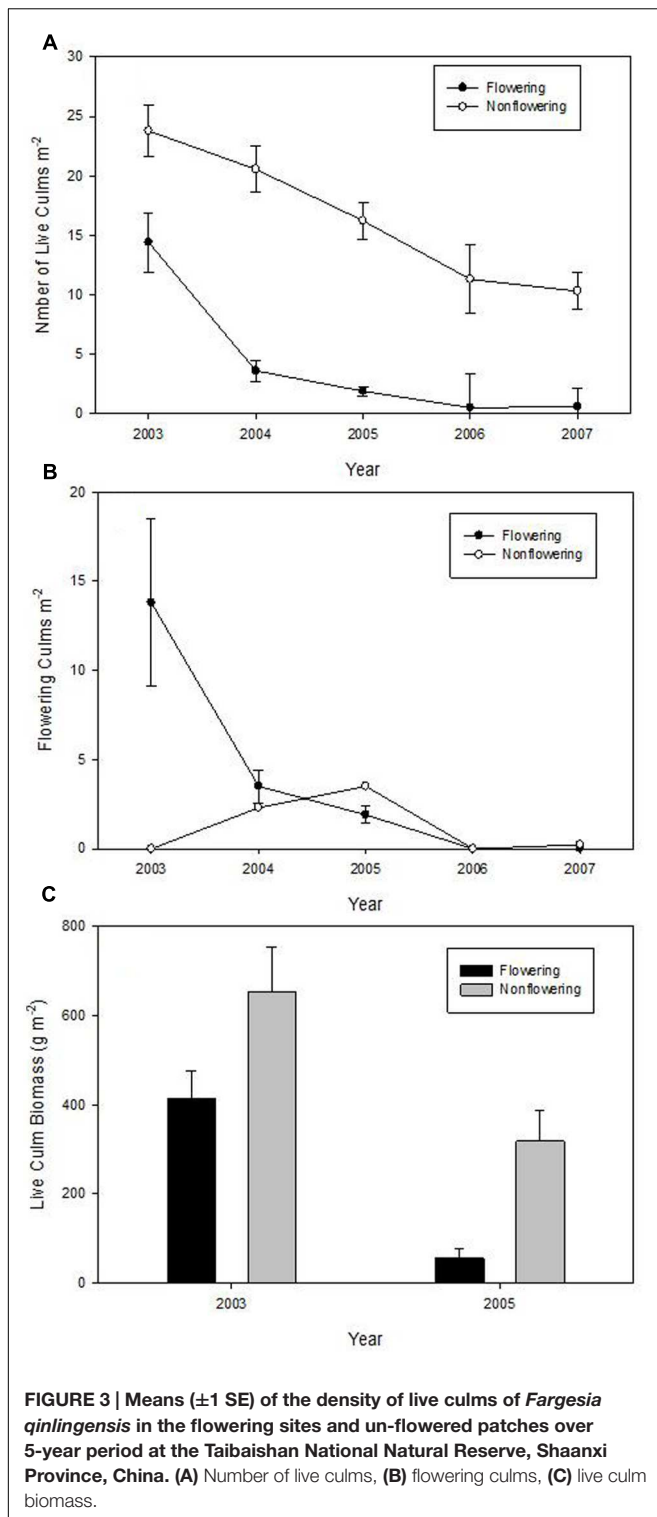 A
30
25
20
15
10
5
0
Nmber of Live Culms m-2
Flowering
Nonflowering
2003 2004 2005 2006 2007
Year
B
20
15
10
5
0
Flowering Culms m-2
Flowering
Nonflowering
2003 2004 2005 2006 2007
Year
C
800
600
400
200
0
Live Culm Biomass (g m-2)
Flowering
Nonflowering
2003 2005
Year
FIGURE 3 | Means (±1 SE) of the density of live culms of Fargesia
qinlingensis in the flowering sites and un-flowered patches over
5-year period at the Taibaishan National Natural Reserve, Shaanxi
Province, China. (A) Number of live culms, (B) flowering culms, (C) live culm
biomass.